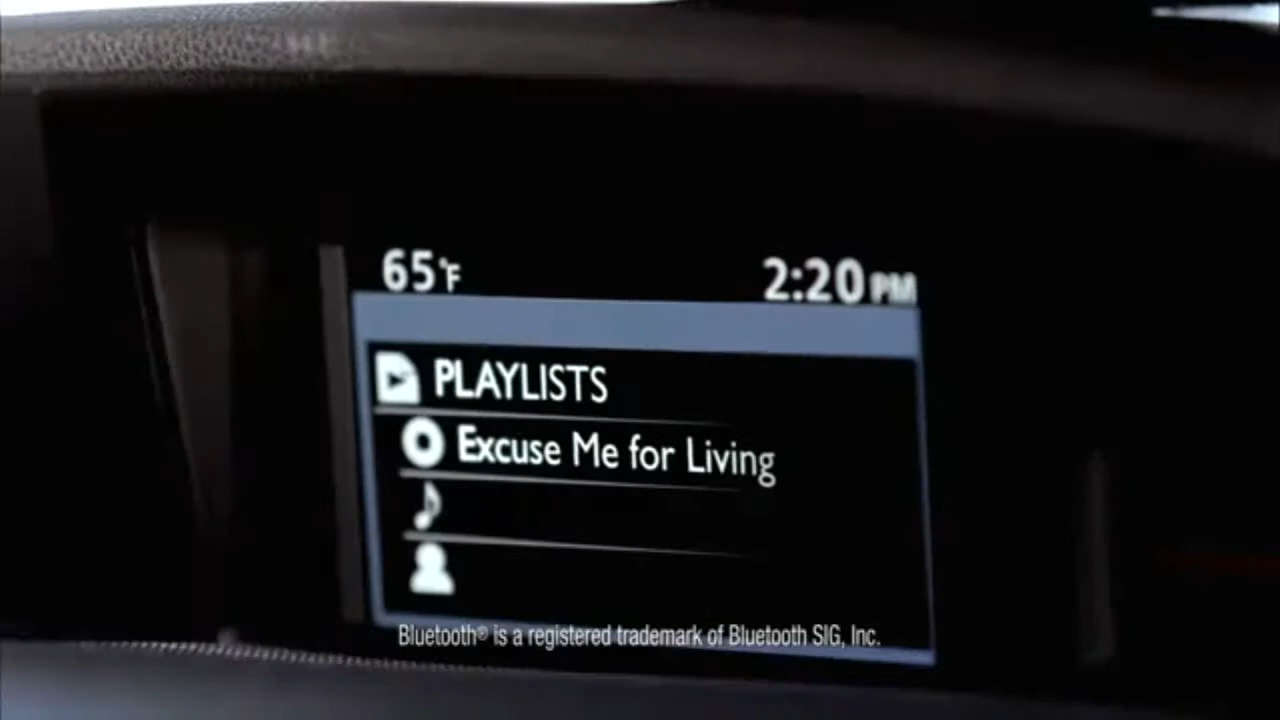 65°F 2:20 PM
PLAYLISTS
Excuse Me for Living
Bluetooth® is a registered trademark of Bluetooth SIG, Inc.